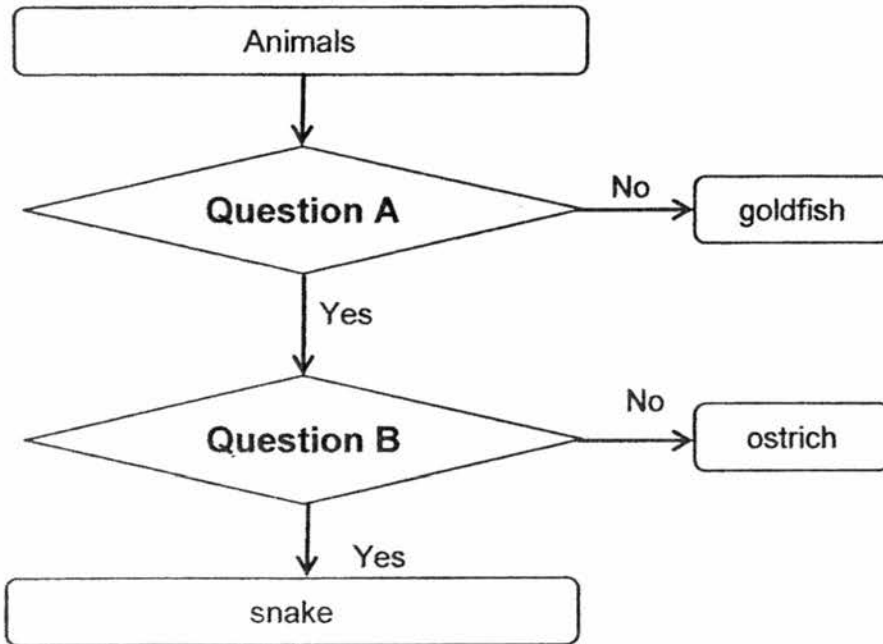 Animals
Question A
No
goldfish
Yes
Question B
No
ostrich
Yes
snake